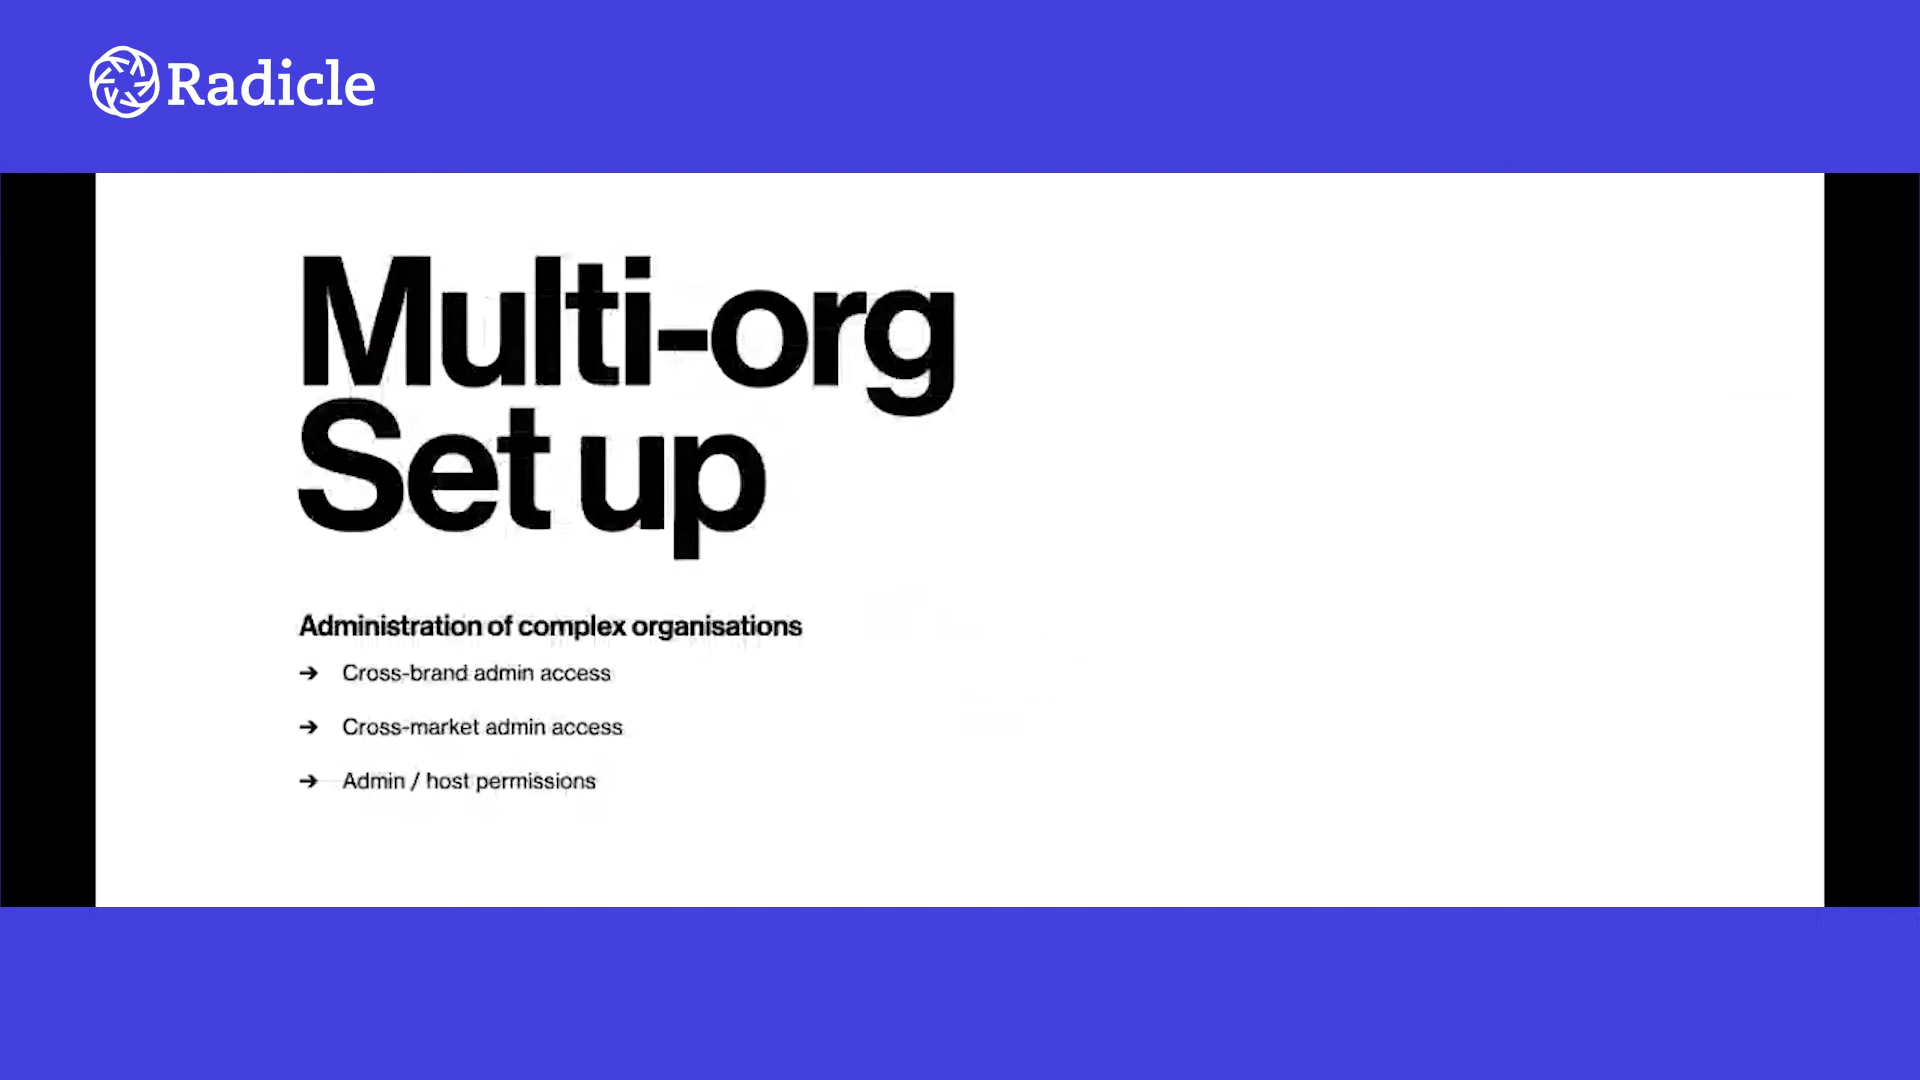 Radicle
Multi-org
Set up
Administration of complex organisations
→ Cross-brand admin access
→ Cross-market admin access
→ Admin / host permissions